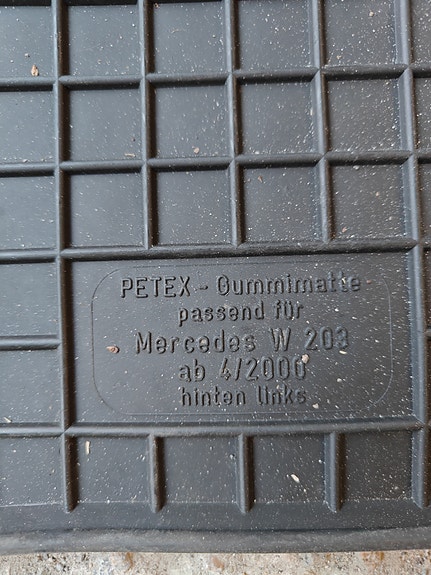 PETEX - Gummimatte
passend für
Mercedes W 203
ab 4/2000
hinten links